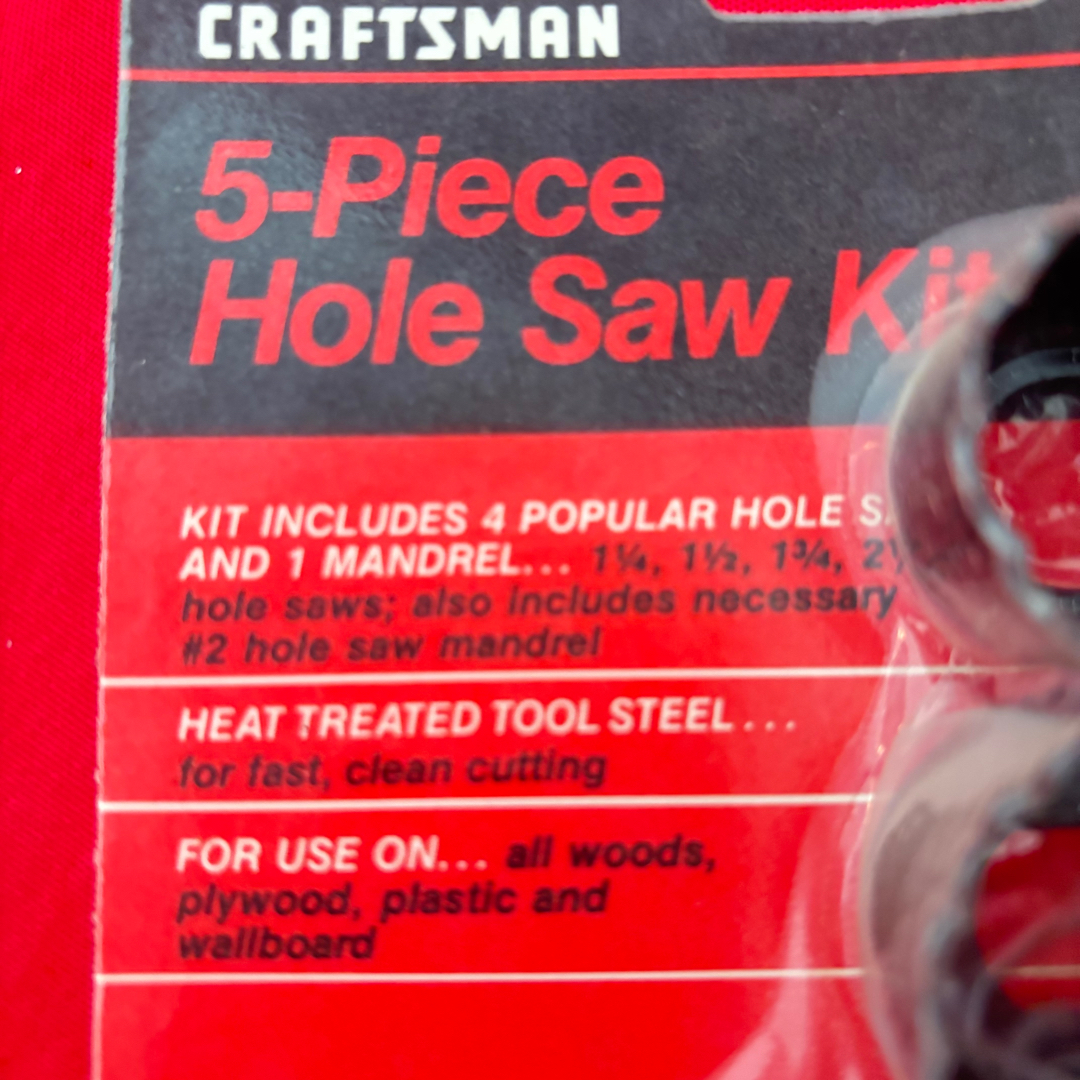 CRAFTSMAN
5-Piece
Hole Saw Kit
KIT INCLUDES 4 POPULAR HOLE
AND 1 MANDREL... 1¼, 1½, 1¾,
hole saws; also includes necessary
#2 hole saw mandrel
HEAT TREATED TOOL STEEL...
for fast, clean cutting
FOR USE ON... all woods,
plywood, plastic and
wallboard